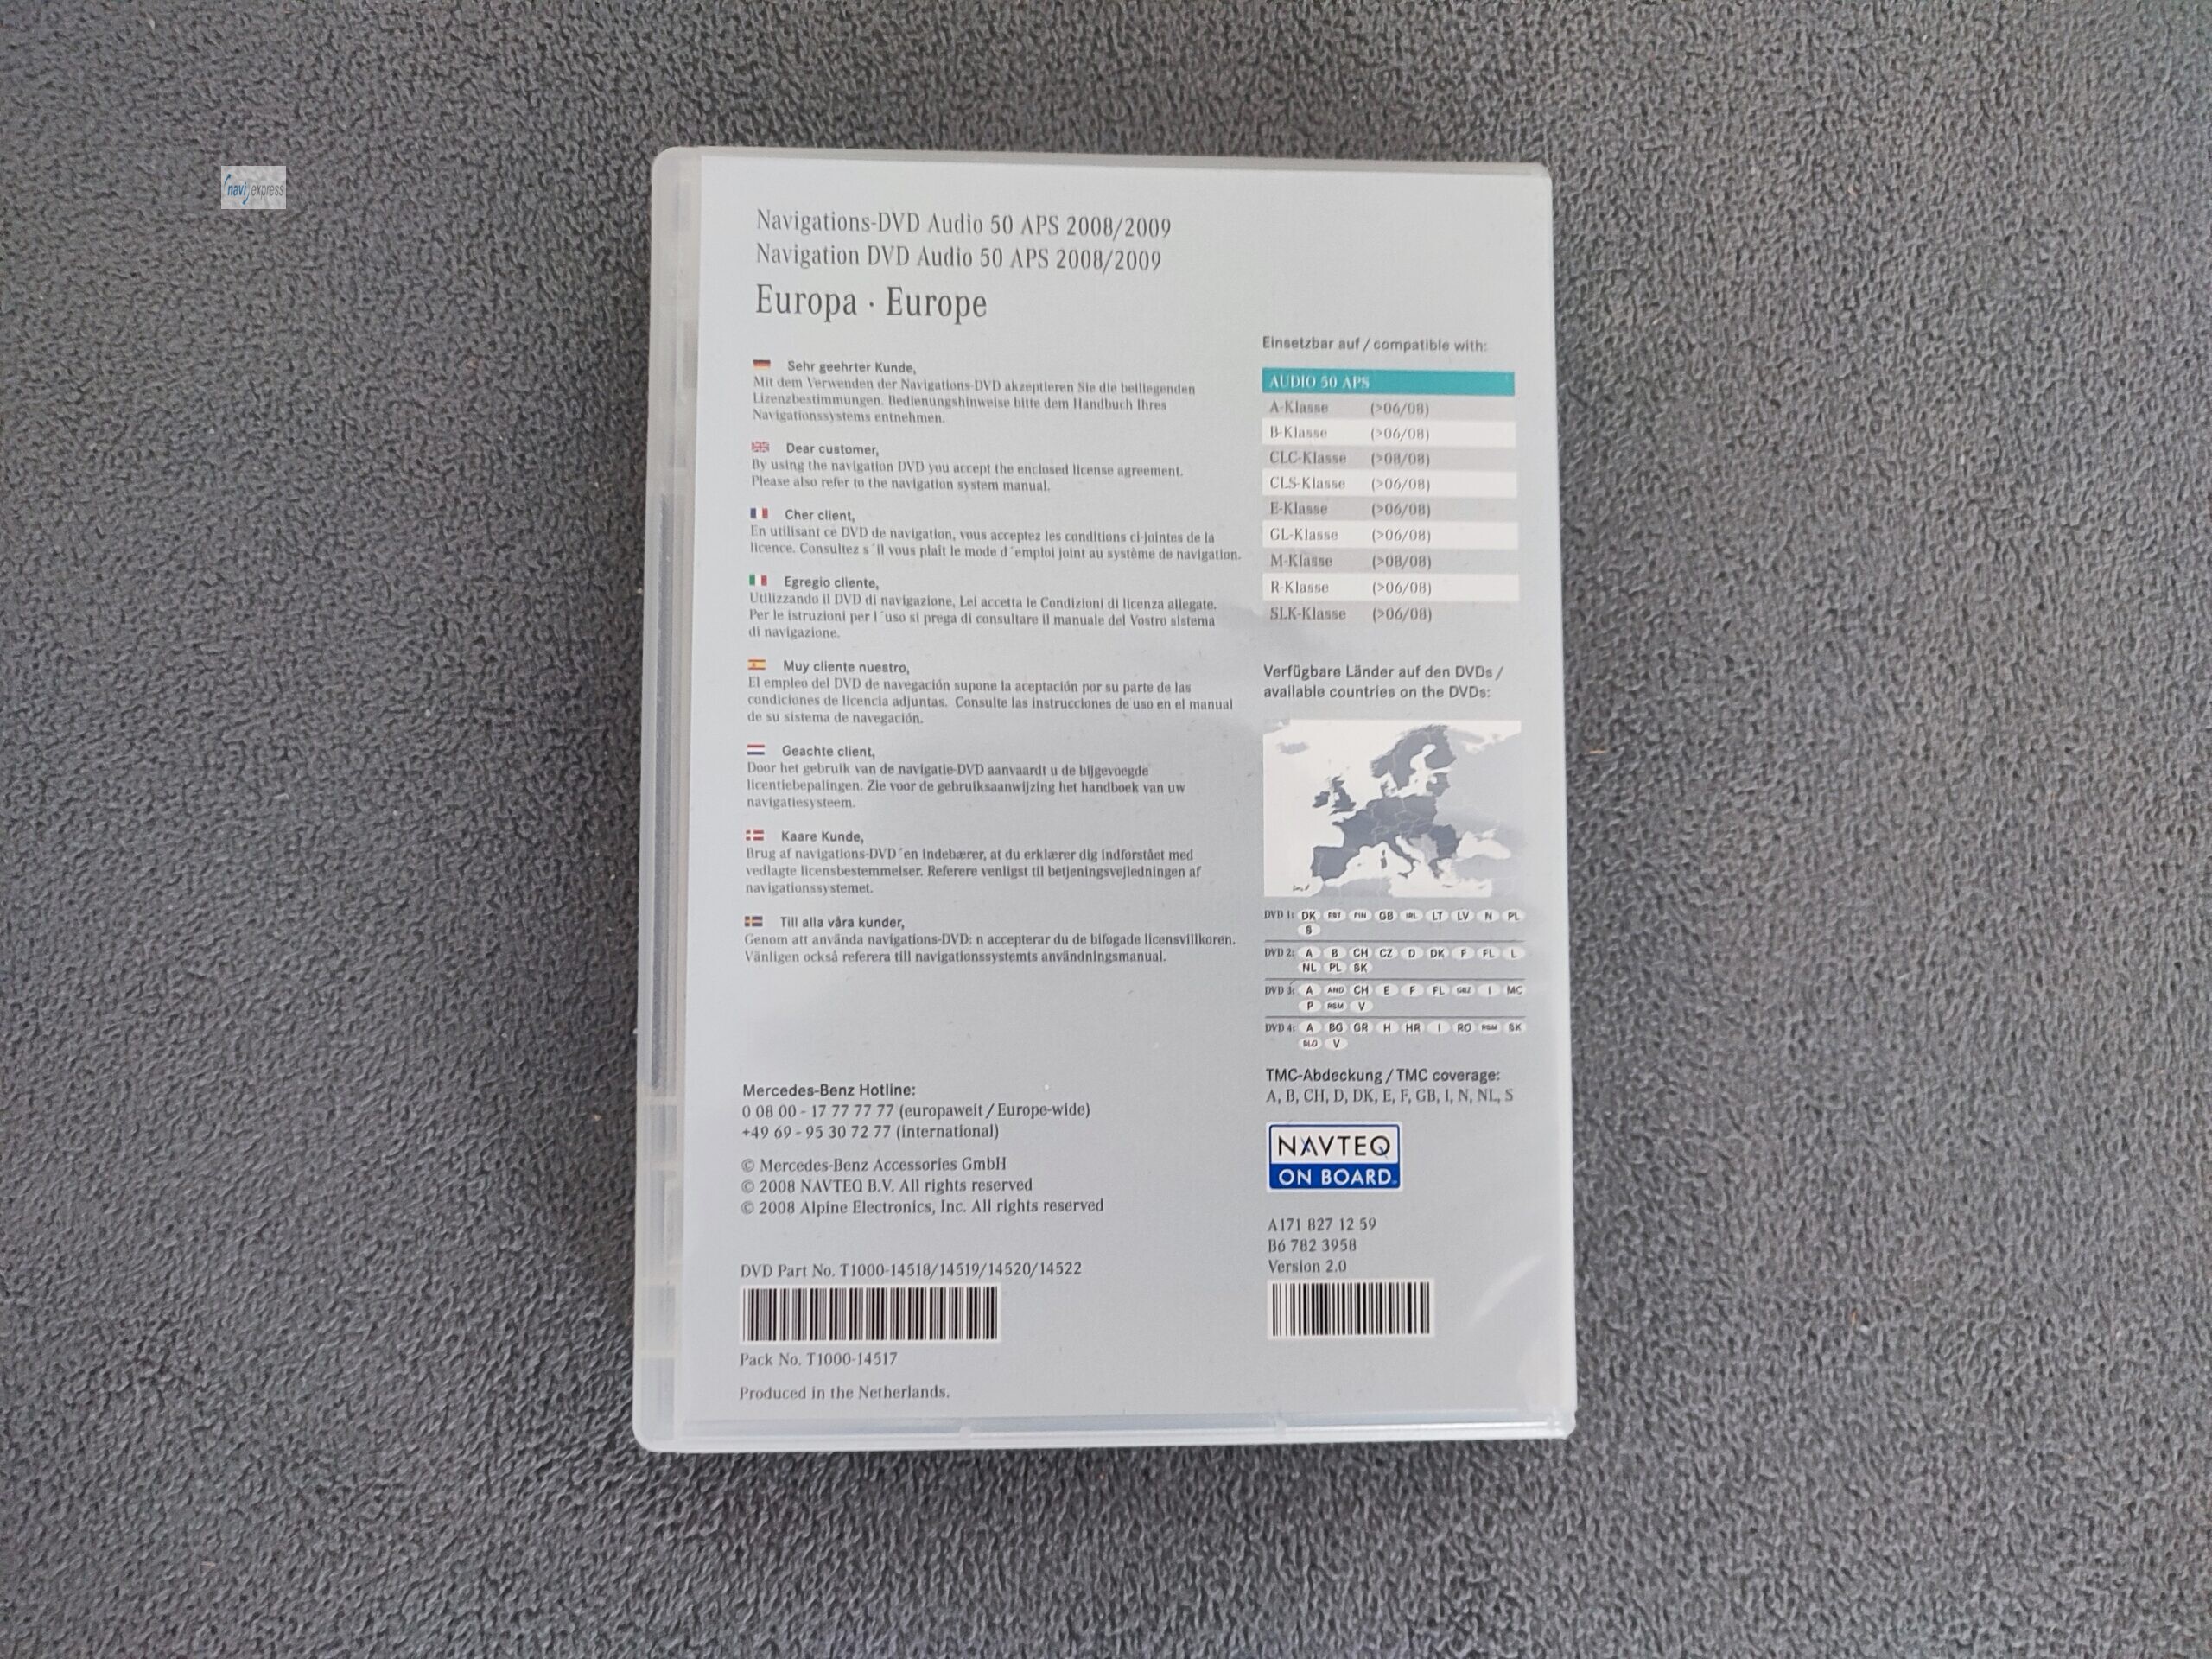 navi express
Navigations-DVD Audio 50 APS 2008/2009
Navigation DVD Audio 50 APS 2008/2009
Europa · Europe
Sehr geehrter Kunde,
Mit dem Verwenden der Navigations-DVD akzeptieren Sie die beiliegenden
Lizenzbestimmungen. Bedienungshinweise bitte dem Handbuch Ihres
Navigationssystems entnehmen.
Dear customer,
By using the navigation DVD you accept the enclosed license agreement.
Please also refer to the navigation system manual.
Cher client,
En utilisant ce DVD de navigation, vous acceptez les conditions ci-jointes de la
licence. Consultez s´il vous plaît le mode d´emploi joint au système de navigation.
Egregio cliente,
Utilizzando il DVD di navigazione, Lei accetta le Condizioni di licenza allegate.
Per le istruzioni per l´uso si prega di consultare il manuale del Vostro sistema
di navigazione.
Muy cliente nuestro,
El empleo del DVD de navegación supone la aceptación por su parte de las
condiciones de licencia adjuntas. Consulte las instrucciones de uso en el manual
de su sistema de navegación.
Geachte client,
Door het gebruik van de navigatie-DVD aanvaardt u de bijgevoegde
licentiebepalingen. Zie voor de gebruiksaanwijzing het handboek van uw
navigatiesysteem.
Kaare Kunde,
Brug af navigations-DVD´en indebærer, at du erklærer dig indforstået med
vedlagte licensbestemmelser. Referere venligst til betjeningsvejledningen af
navigationssystemet.
Till alla våra kunder,
Genom att använda navigations-DVD: n accepterar du de bifogade licensvillkoren.
Vänligen också referera till navigationssystemts användningsmanual.
Mercedes-Benz Hotline:
0 08 00 - 17 77 77 77 (europaweit / Europe-wide)
+49 69 - 95 30 72 77 (international)
© Mercedes-Benz Accessories GmbH
© 2008 NAVTEQ B.V. All rights reserved
© 2008 Alpine Electronics, Inc. All rights reserved
DVD Part No. T1000-14518/14519/14520/14522
Pack No. T1000-14517
Produced in the Netherlands.
Einsetzbar auf / compatible with:
AUDIO 50 APS
A-Klasse (>06/08)
B-Klasse (>06/08)
CLC-Klasse (>08/08)
CLS-Klasse (>06/08)
E-Klasse (>06/08)
GL-Klasse (>06/08)
M-Klasse (>08/08)
R-Klasse (>06/08)
SLK-Klasse (>06/08)
Verfügbare Länder auf den DVDs /
available countries on the DVDs:
DVD 1: DK EST FIN GB IRL LT LV N PL
S
DVD 2: A B CH CZ D DK F FL L
NL PL SK
DVD 3: A AND CH E F FL GBZ I MC
P RSM V
DVD 4: A BG GR H HR I RO RSM SK
SLO V
TMC-Abdeckung / TMC coverage:
A, B, CH, D, DK, E, F, GB, I, N, NL, S
NAVTEQ
ON BOARD
A171 827 12 59
B6 782 3958
Version 2.0